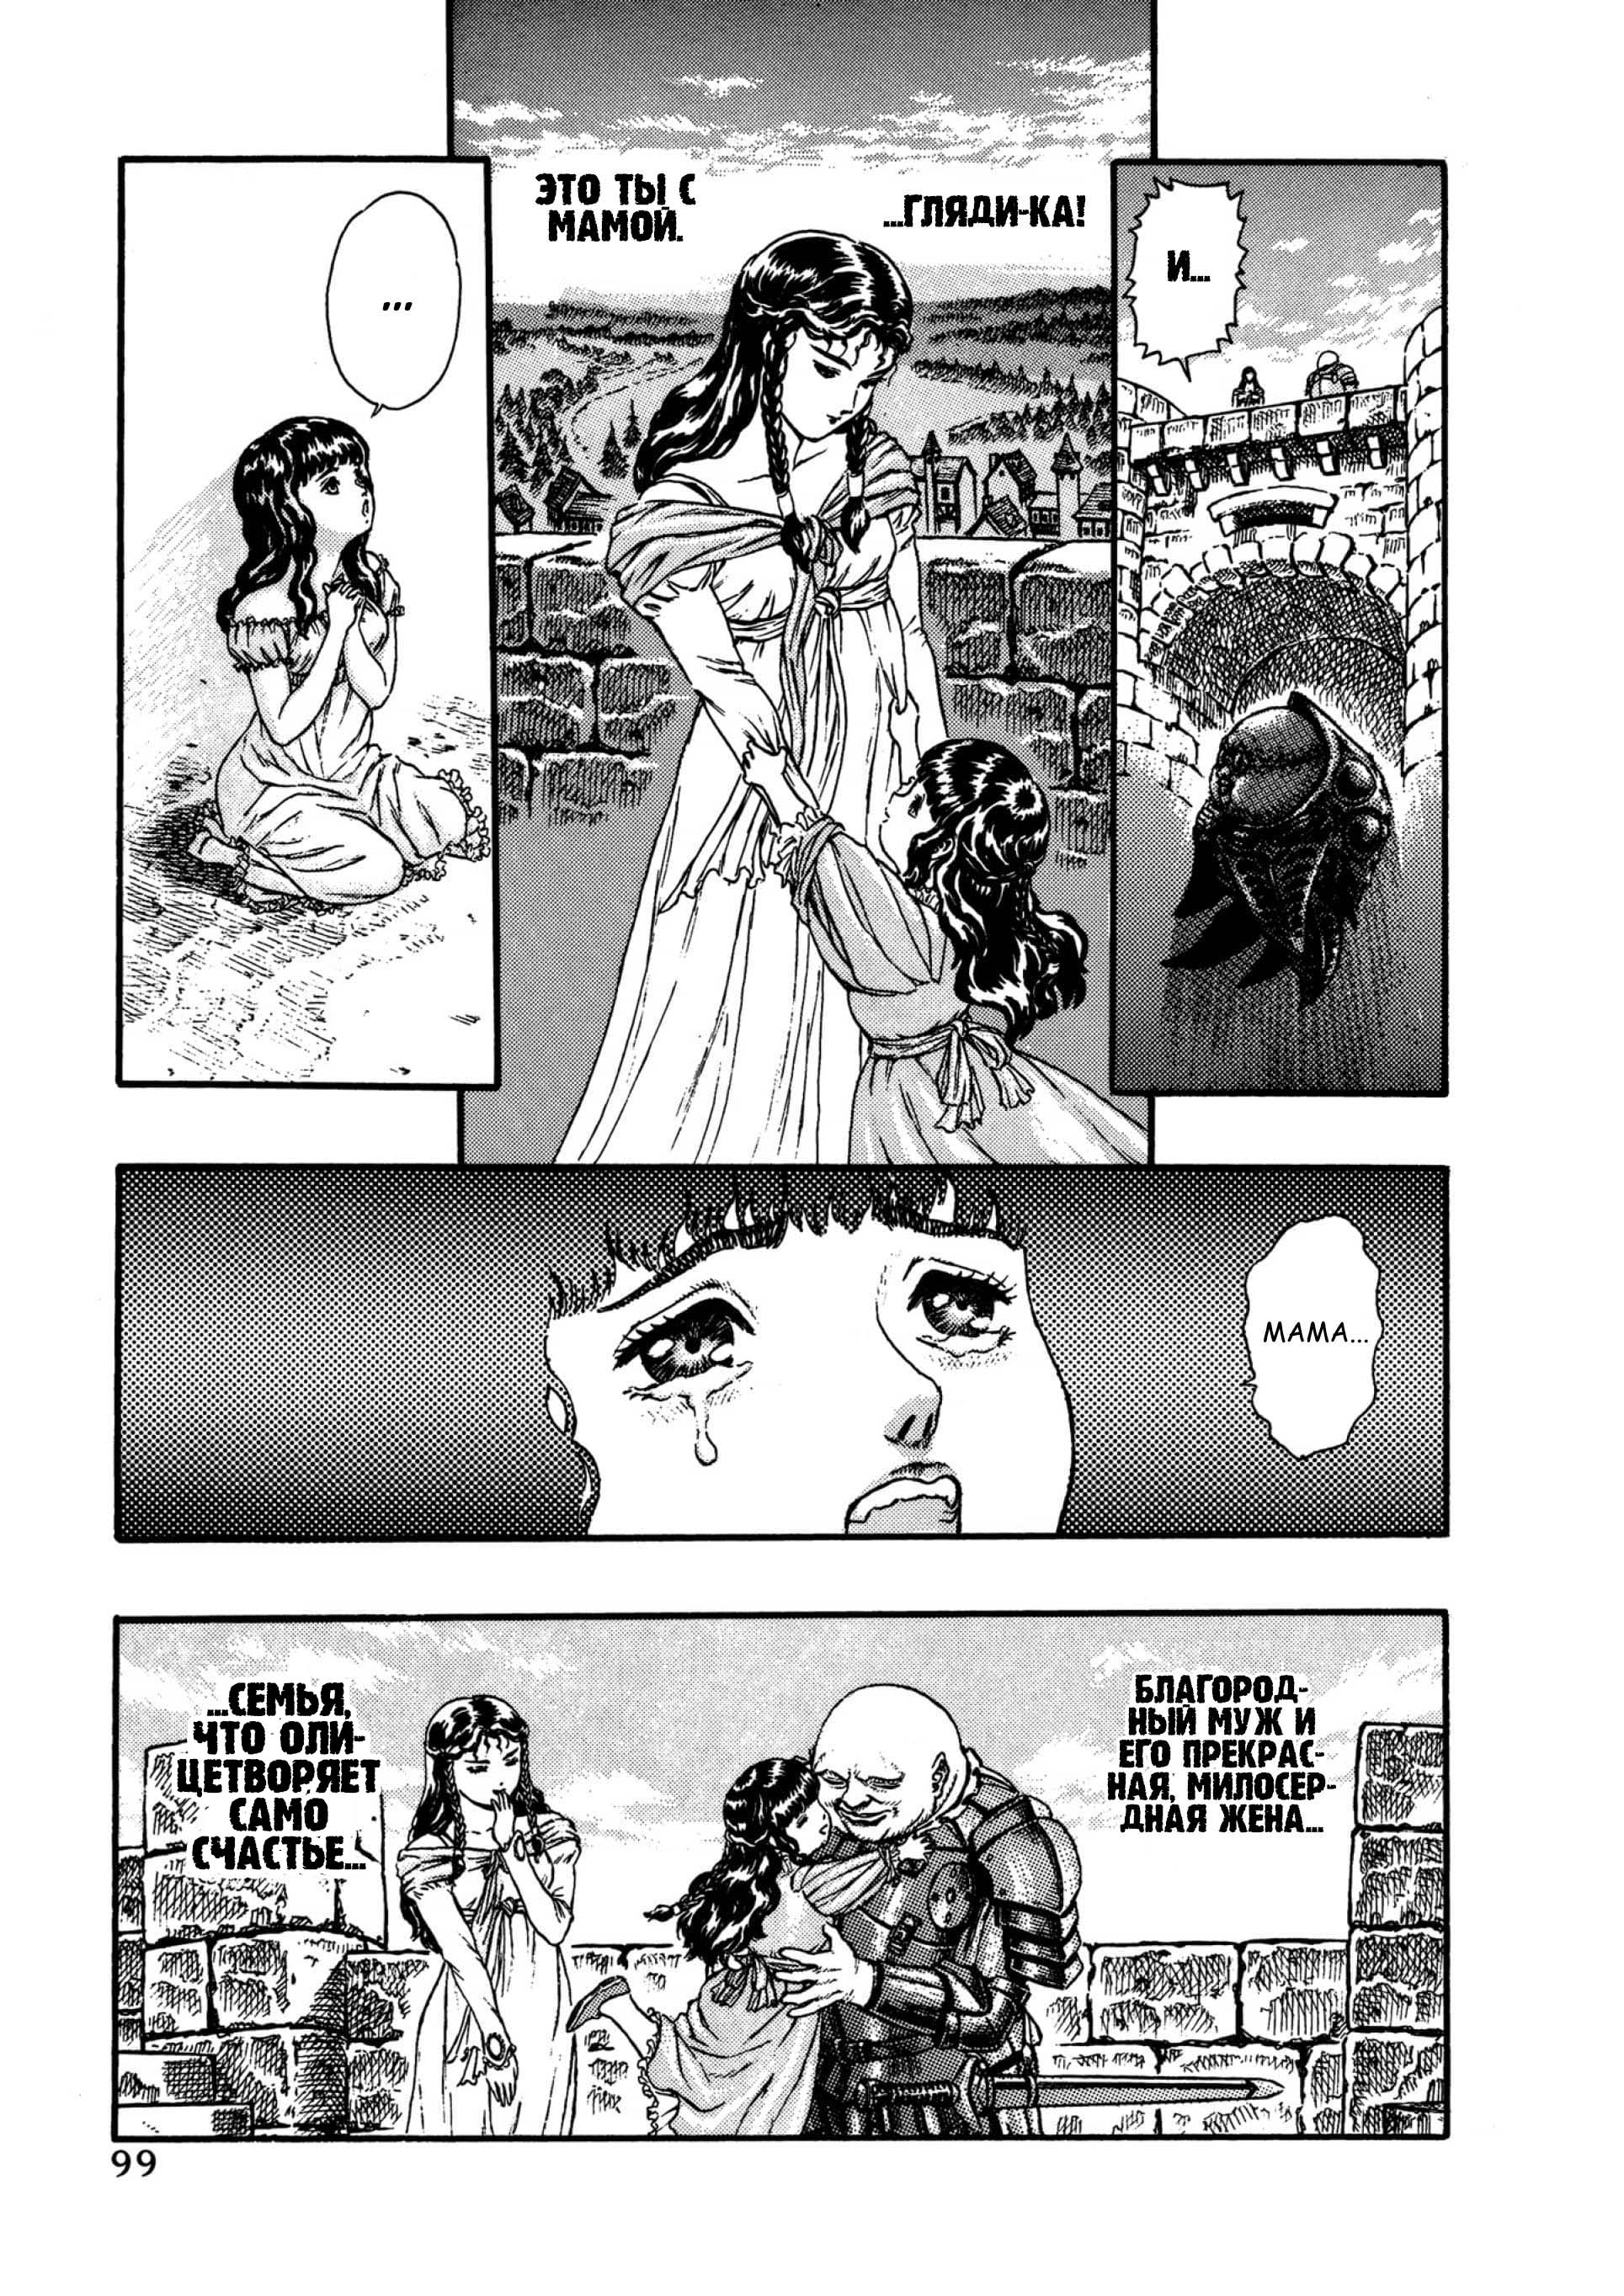 И...
...ГЛЯДИ-КА!
ЭТО ТЫ С
МАМОЙ.
...
МАМА...
БЛАГОРОД-
НЫЙ МУЖ И
ЕГО ПРЕКРАС-
НАЯ, МИЛОСЕР-
ДНАЯ ЖЕНА...
...СЕМЬЯ,
ЧТО ОЛИ-
ЦЕТВОРЯЕТ
САМО
СЧАСТЬЕ...
99